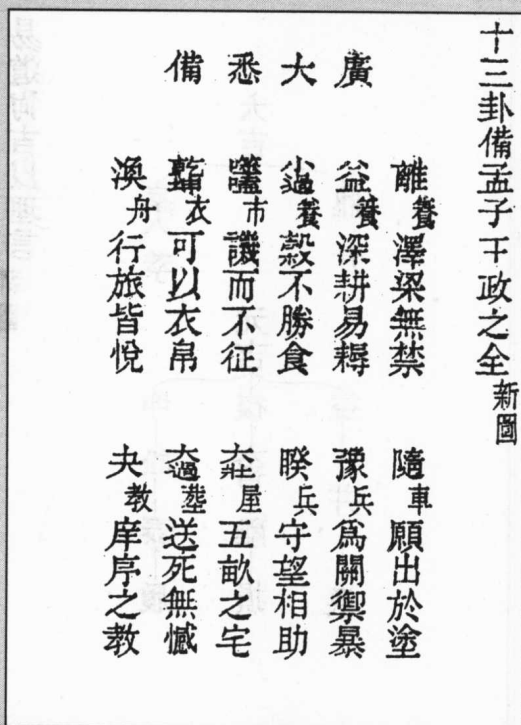 十三卦備孟子王政之全 新圖
離 養 澤梁無禁 隨 車 願出於塗
廣 益 養 深耕易耨 豫 兵 爲關禦暴
大 小過 養 穀不勝食 睽 兵 守望相助
悉 噬嗑 市 譏而不征 大壯 屋 五畝之宅
備 乾坤 衣 可以衣帛 大過 葬 送死無憾
渙 舟 行旅皆悅 夬 教 庠序之教